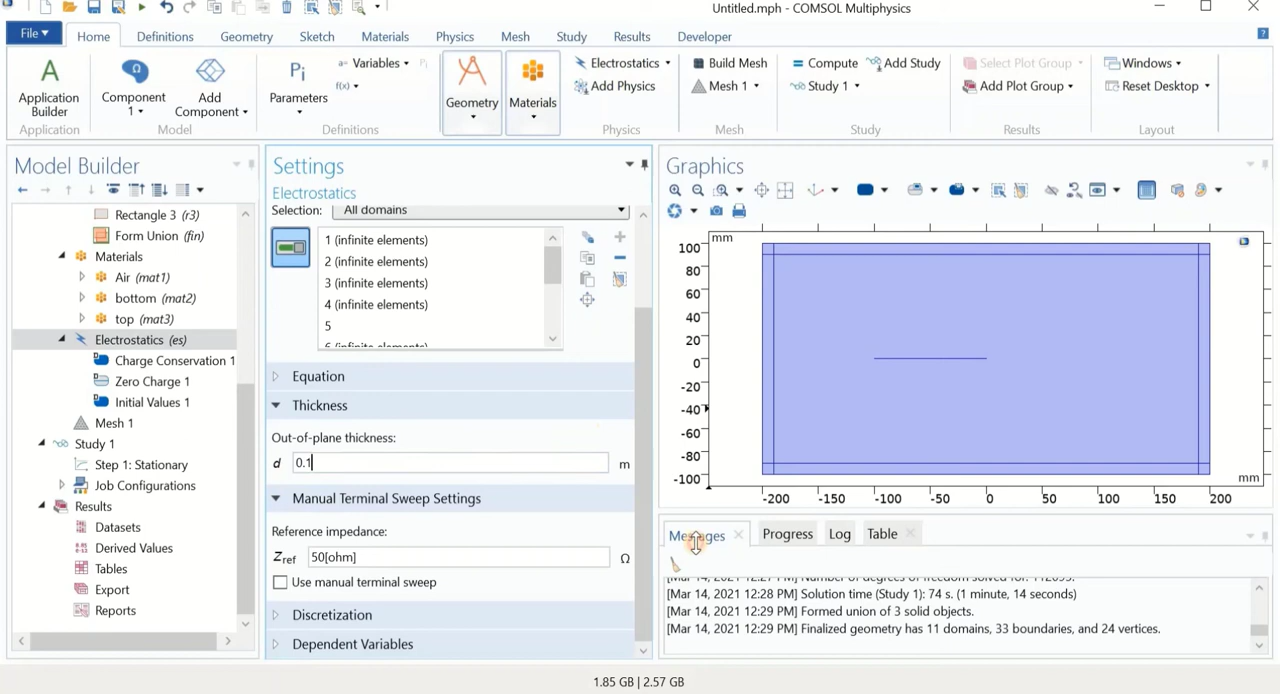 Untitled.mph - COMSOL Multiphysics
File Home Definitions Geometry Sketch Materials Physics Mesh Study Results Developer
A Pi a= Variables Electrostatics Build Mesh = Compute Add Study Select Plot Group Windows
Application Builder Component 1 Add Component Parameters f(x) Geometry Materials Add Physics Mesh 1 Study 1 Add Plot Group Reset Desktop
Application Model Definitions Physics Mesh Study Results Layout
Model Builder
Rectangle 3 (r3)
Form Union (fin)
Materials
Air (mat1)
bottom (mat2)
top (mat3)
Electrostatics (es)
Charge Conservation 1
Zero Charge 1
Initial Values 1
Mesh 1
Study 1
Step 1: Stationary
Job Configurations
Results
Datasets
Derived Values
Tables
Export
Reports
Settings
Electrostatics
Selection: All domains
1 (infinite elements)
2 (infinite elements)
3 (infinite elements)
4 (infinite elements)
5
6 (infinite elements)
Equation
Thickness
Out-of-plane thickness:
d 0.1 m
Manual Terminal Sweep Settings
Reference impedance:
Zref 50[ohm] Ω
Use manual terminal sweep
Discretization
Dependent Variables
Graphics
mm
100
80
60
40
20
0
-20
-40
-60
-80
-100
mm
-200 -150 -100 -50 0 50 100 150 200
Messages Progress Log Table
[Mar 14, 2021 12:28 PM] Solution time (Study 1): 74 s. (1 minute, 14 seconds)
[Mar 14, 2021 12:29 PM] Formed union of 3 solid objects.
[Mar 14, 2021 12:29 PM] Finalized geometry has 11 domains, 33 boundaries, and 24 vertices.
1.85 GB | 2.57 GB